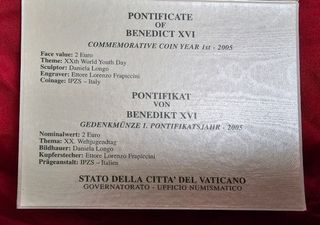 PONTIFICATE
OF
BENEDICT XVI
COMMEMORATIVE COIN YEAR 1st - 2005
Face value: 2 Euro
Theme: XXth World Youth Day
Sculptor: Daniela Longo
Engraver: Ettore Lorenzo Frapiccini
Coinage: IPZS – Italy
PONTIFIKAT
VON
BENEDIKT XVI
GEDENKMÜNZE I. PONTIFIKATSJAHR - 2005
Nominalwert: 2 Euro
Thema: XX. Weltjugendtag
Bildhauer: Daniela Longo
Kupferstecher: Ettore Lorenzo Frapiccini
Prägeanstalt: IPZS – Italien
STATO DELLA CITTA' DEL VATICANO
GOVERNATORATO - UFFICIO NUMISMATICO